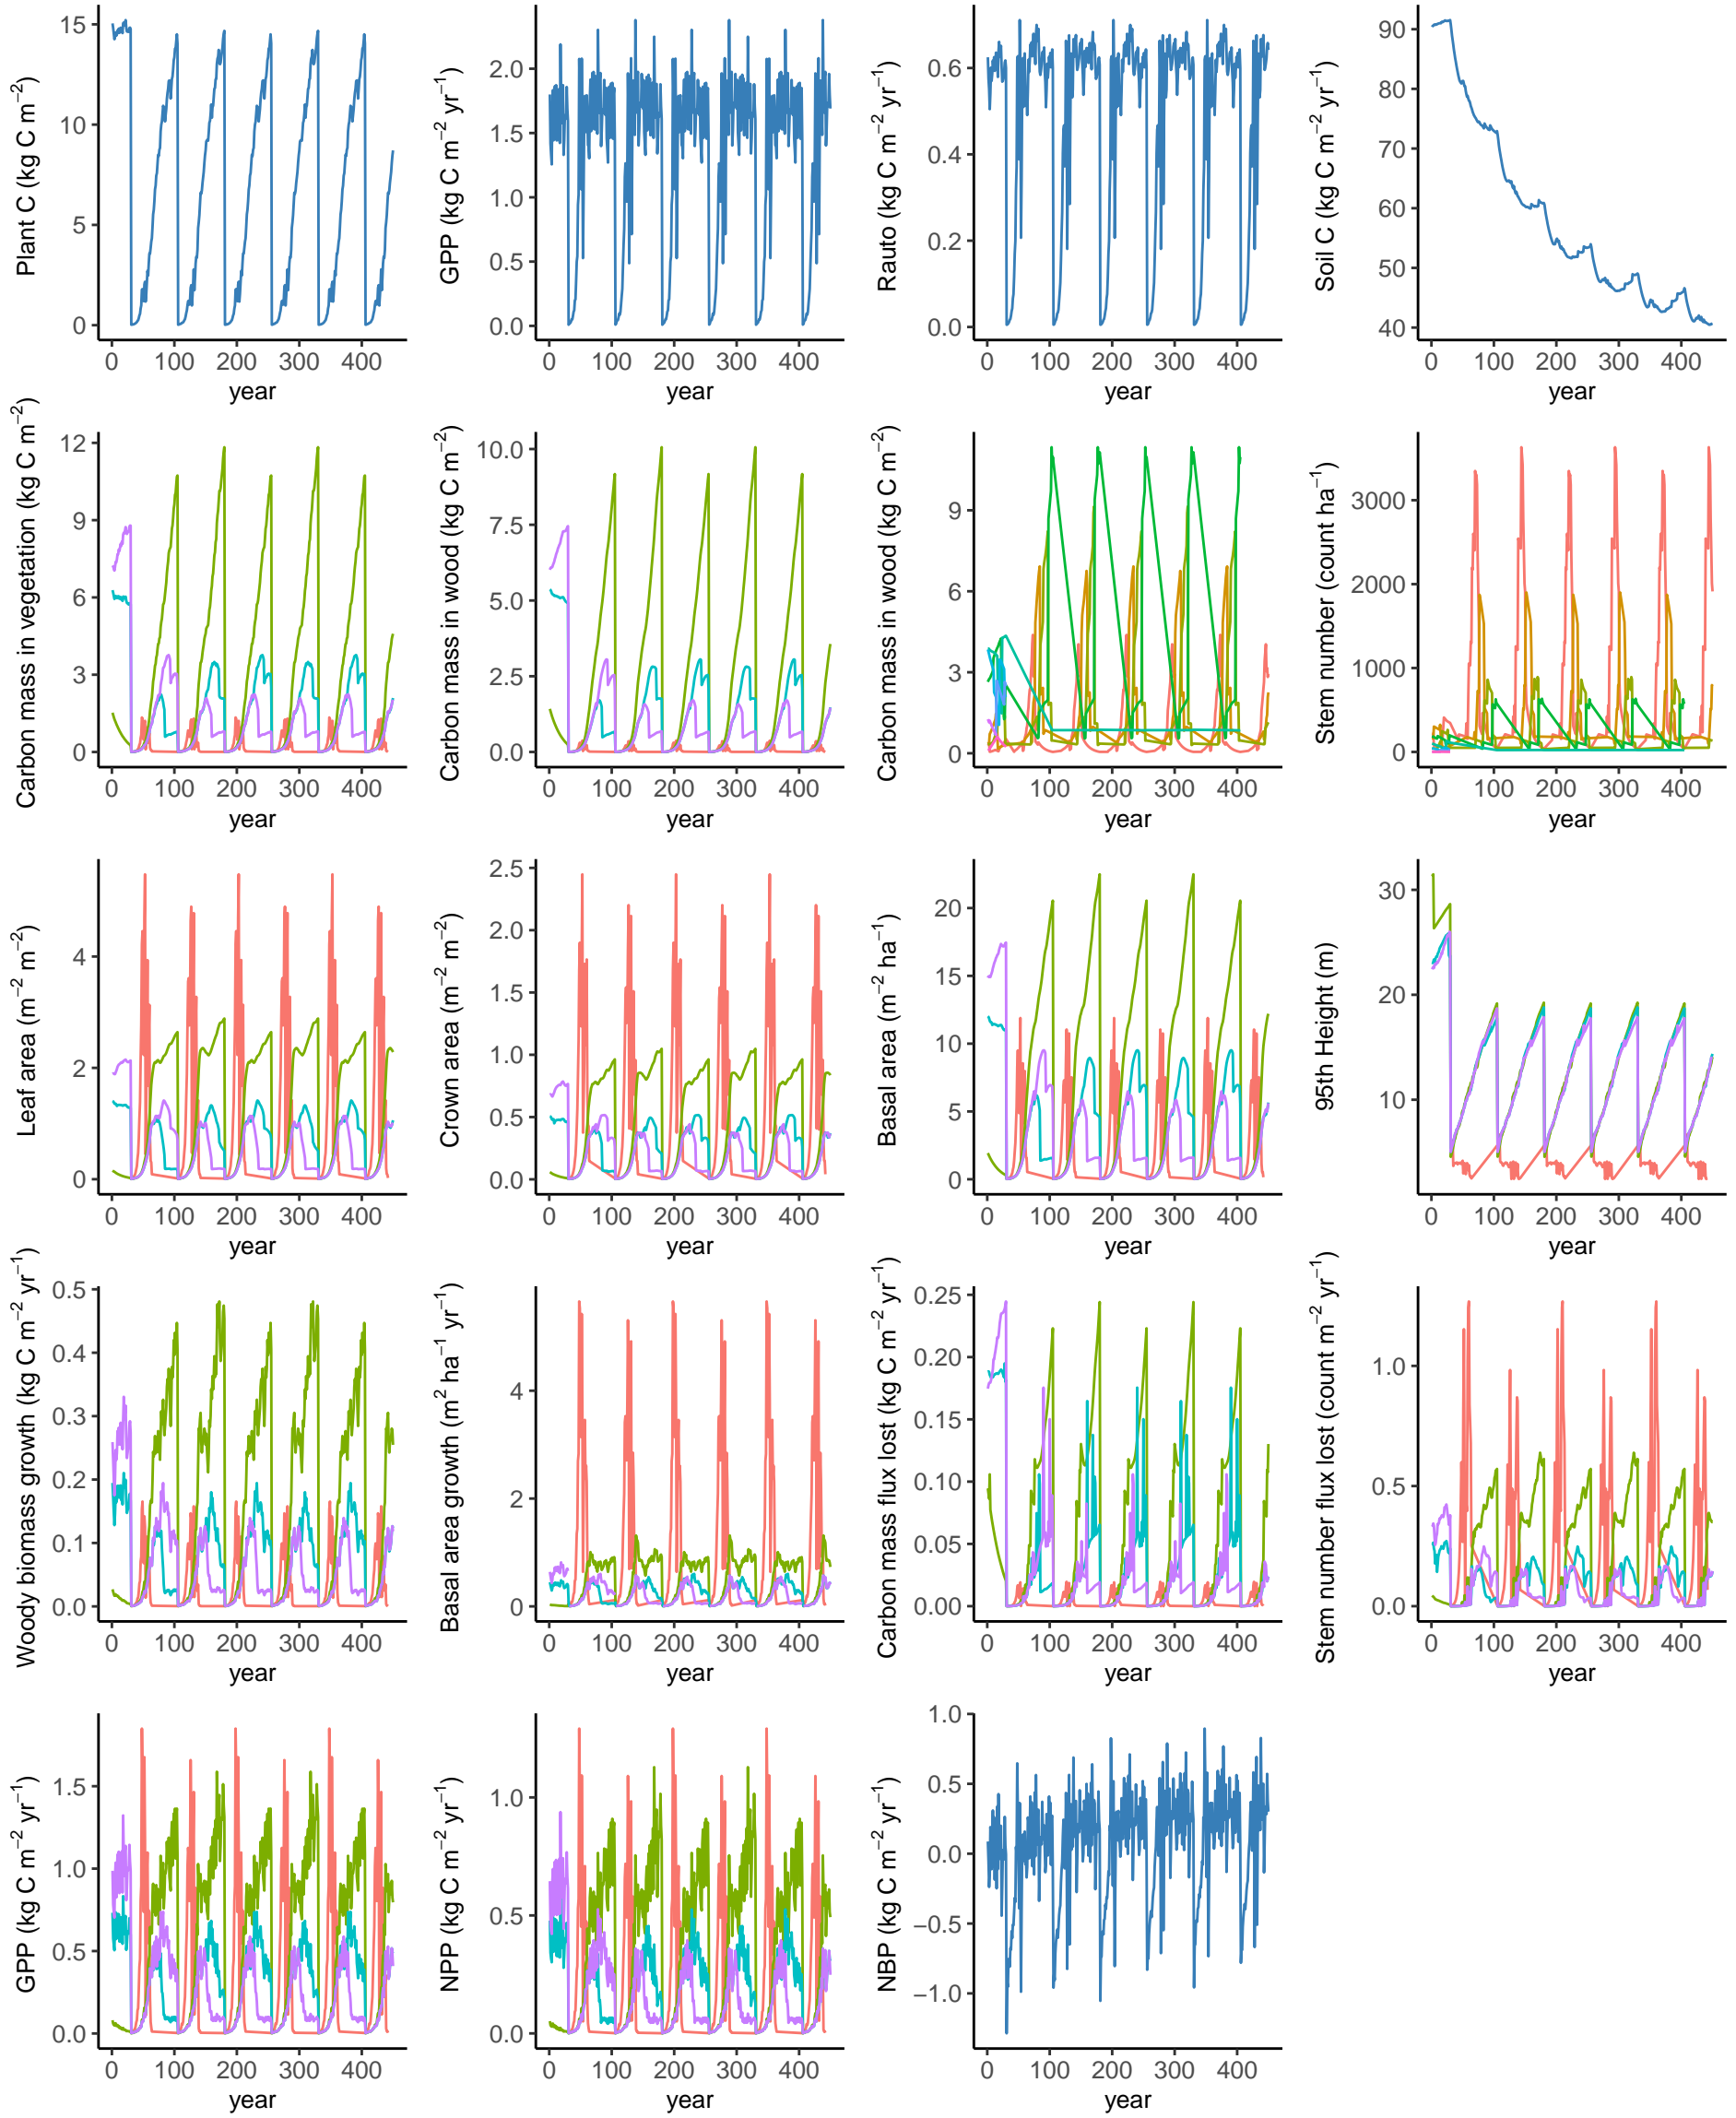 Plant C (kg C m−2)
15
10
5
0
0 100 200 300 400
year
GPP (kg C m−2 yr−1)
2.0
1.5
1.0
0.5
0.0
0 100 200 300 400
year
Rauto (kg C m−2 yr−1)
0.6
0.4
0.2
0.0
0 100 200 300 400
year
Soil C (kg C m−2 yr−1)
90
80
70
60
50
40
0 100 200 300 400
year
Carbon mass in vegetation (kg C m−2)
12
9
6
3
0
0 100 200 300 400
year
Carbon mass in wood (kg C m−2)
10.0
7.5
5.0
2.5
0.0
0 100 200 300 400
year
Carbon mass in wood (kg C m−2)
9
6
3
0
0 100 200 300 400
year
Stem number (count ha−1)
3000
2000
1000
0
0 100 200 300 400
year
Leaf area (m−2 m−2)
4
2
0
0 100 200 300 400
year
Crown area (m−2 m−2)
2.5
2.0
1.5
1.0
0.5
0.0
0 100 200 300 400
year
Basal area (m−2 ha−1)
20
15
10
5
0
0 100 200 300 400
year
95th Height (m)
30
20
10
0 100 200 300 400
year
Woody biomass growth (kg C m−2 yr−1)
0.5
0.4
0.3
0.2
0.1
0.0
0 100 200 300 400
year
Basal area growth (m2 ha−1 yr−1)
4
2
0
0 100 200 300 400
year
Carbon mass flux lost (kg C m−2 yr−1)
0.25
0.20
0.15
0.10
0.05
0.00
0 100 200 300 400
year
Stem number flux lost (count m−2 yr−1)
1.0
0.5
0.0
0 100 200 300 400
year
GPP (kg C m−2 yr−1)
1.5
1.0
0.5
0.0
0 100 200 300 400
year
NPP (kg C m−2 yr−1)
1.0
0.5
0.0
0 100 200 300 400
year
NBP (kg C m−2 yr−1)
1.0
0.5
0.0
−0.5
−1.0
0 100 200 300 400
year